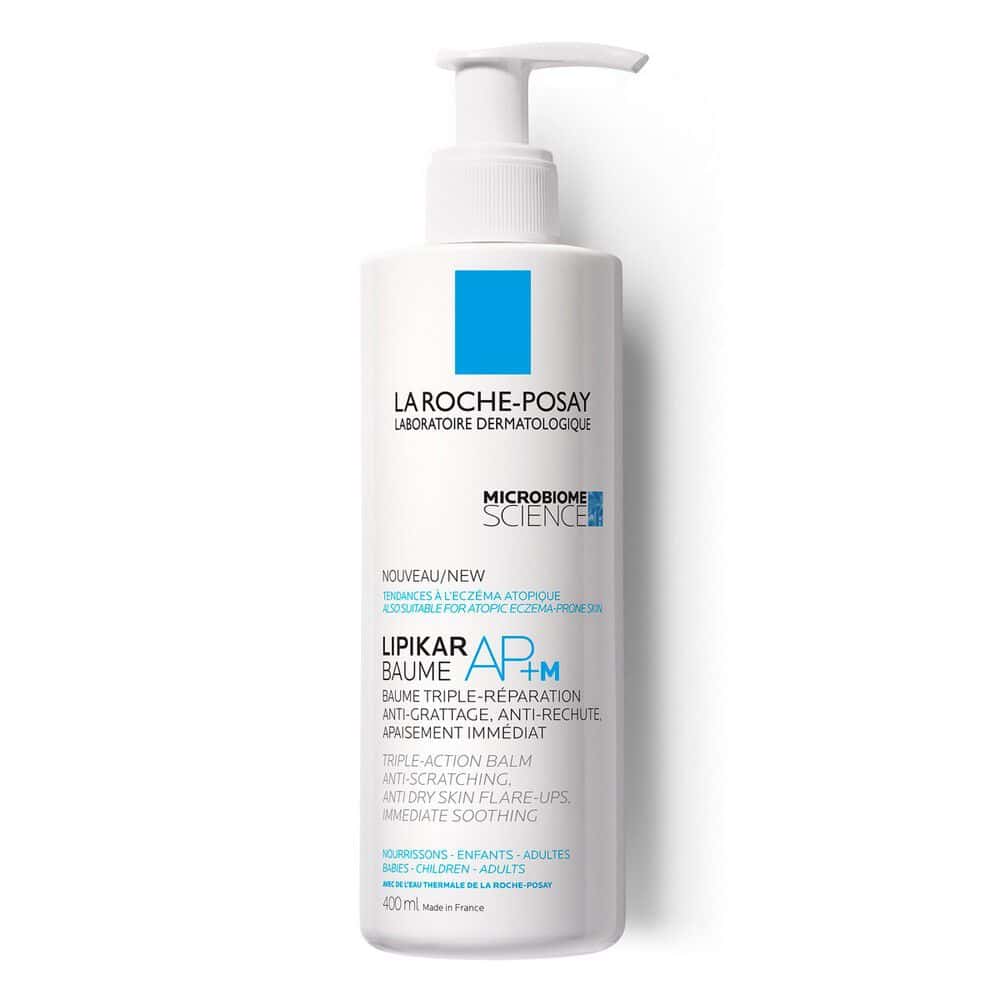 LA ROCHE-POSAY
LABORATOIRE DERMATOLOGIQUE
MICROBIOME
SCIENCE
NOUVEAU/NEW
TENDANCES À L'ECZÉMA ATOPIQUE
ALSO SUITABLE FOR ATOPIC ECZEMA-PRONE SKIN
LIPIKAR
BAUME AP+M
BAUME TRIPLE-RÉPARATION
ANTI-GRATTAGE, ANTI-RECHUTE,
APAISEMENT IMMÉDIAT
TRIPLE-ACTION BALM
ANTI-SCRATCHING,
ANTI DRY SKIN FLARE-UPS,
IMMEDIATE SOOTHING
NOURRISSONS - ENFANTS - ADULTES
BABIES - CHILDREN - ADULTS
AVEC DE L'EAU THERMALE DE LA ROCHE-POSAY
400 ml Made in France